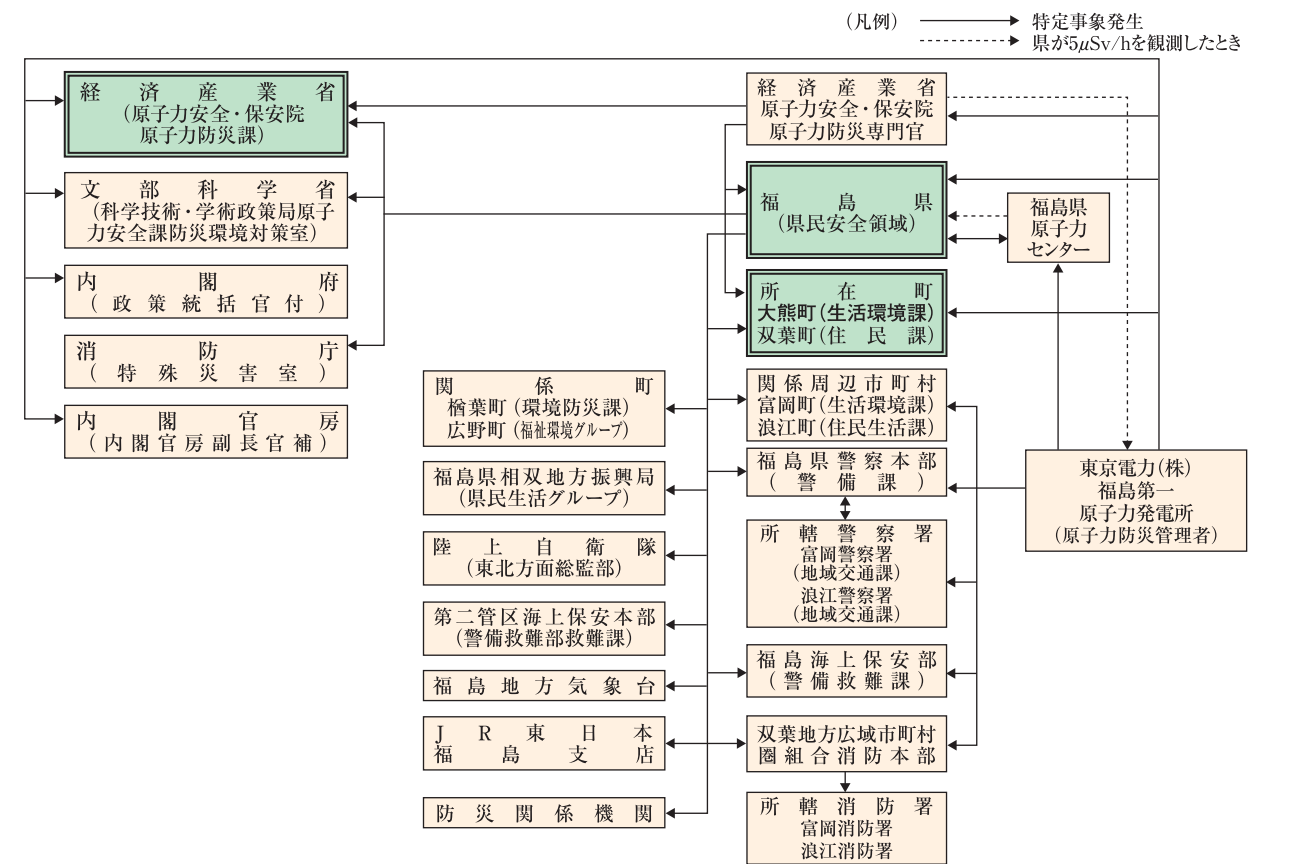 (凡例)
特定事象発生
県が5μSv/hを観測したとき
経済産業省
(原子力安全・保安院
原子力防災課)
文部科学省
(科学技術・学術政策局原子
力安全課防災環境対策室)
内閣府
(政策統括官付)
消防庁
(特殊災害室)
内閣官房
(内閣官房副長官補)
経済産業省
原子力安全・保安院
原子力防災専門官
福島県
(県民安全領域)
福島県
原子力
センター
所在町
大熊町(生活環境課)
双葉町(住民課)
関係町
楢葉町(環境防災課)
広野町(福祉環境グループ)
福島県相双地方振興局
(県民生活グループ)
陸上自衛隊
(東北方面総監部)
第二管区海上保安本部
(警備救難部救難課)
福島地方気象台
JR東日本
福島支店
防災関係機関
関係周辺市町村
富岡町(生活環境課)
浪江町(住民生活課)
福島県警察本部
(警備課)
所轄警察署
富岡警察署
(地域交通課)
浪江警察署
(地域交通課)
福島海上保安部
(警備救難課)
双葉地方広域市町村
圏組合消防本部
所轄消防署
富岡消防署
浪江消防署
東京電力(株)
福島第一
原子力発電所
(原子力防災管理者)